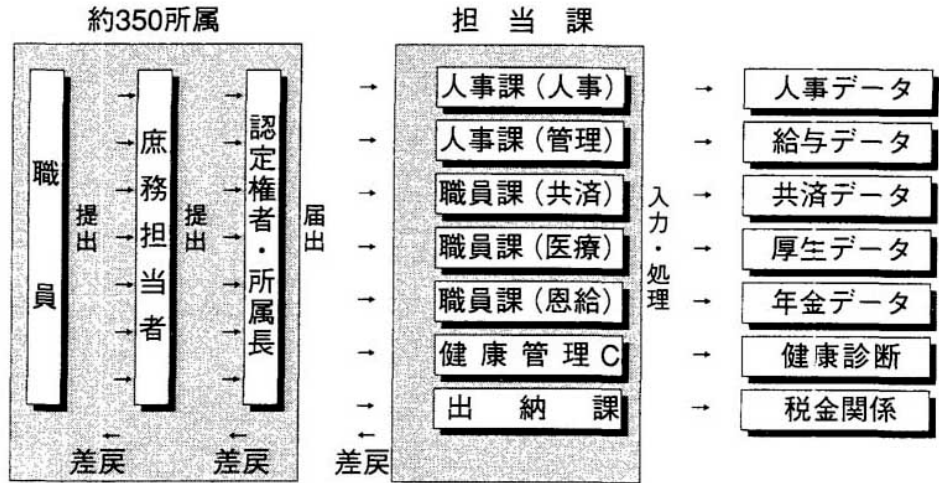 約350所属
担当課
職員
提出
庶務担当者
提出
認定権者・所属長
届出
人事課(人事)
人事課(管理)
職員課(共済)
職員課(医療)
職員課(恩給)
健康管理C
出納課
入力・処理
人事データ
給与データ
共済データ
厚生データ
年金データ
健康診断
税金関係
差戻
差戻
差戻